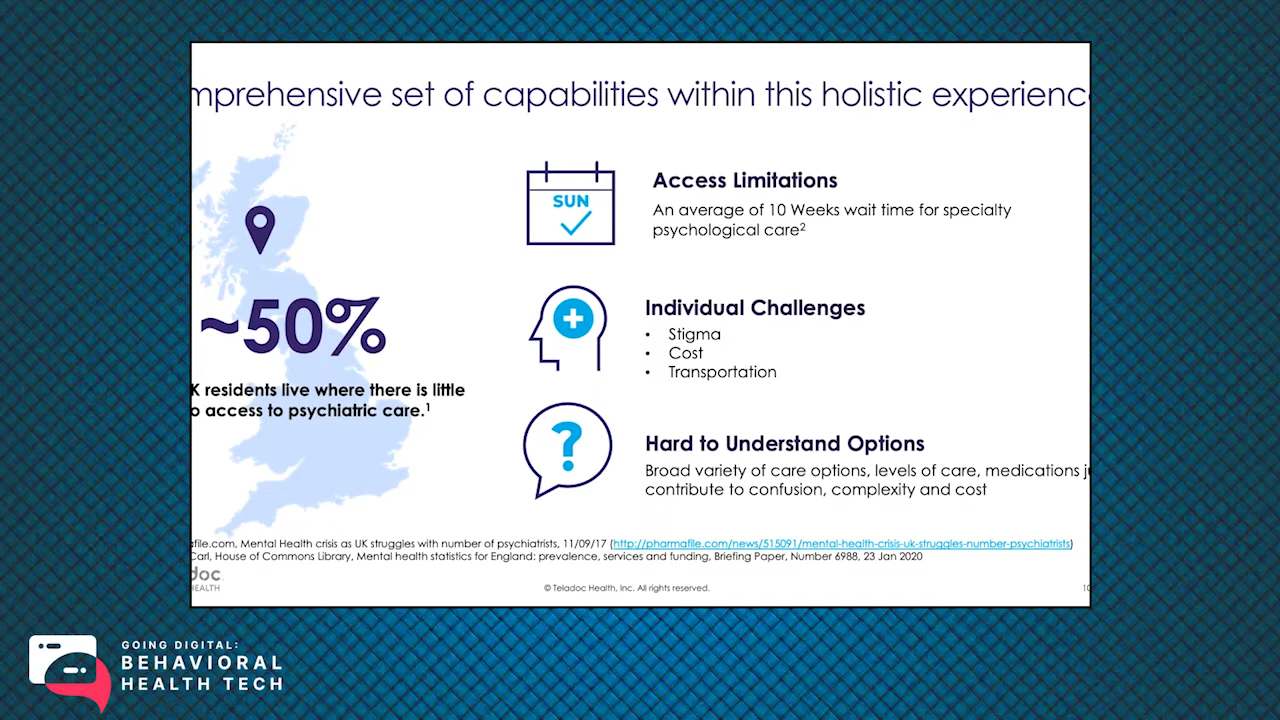 mprehensive set of capabilities within this holistic experienc
SUN
Access Limitations
An average of 10 Weeks wait time for specialty
psychological care²
~50%
K residents live where there is little
o access to psychiatric care.¹
Individual Challenges
• Stigma
• Cost
• Transportation
?
Hard to Understand Options
Broad variety of care options, levels of care, medications ju
contribute to confusion, complexity and cost
afile.com, Mental Health crisis as UK struggles with number of psychiatrists, 11/09/17 (http://pharmafile.com/news/515091/mental-health-crisis-uk-struggles-number-psychiatrists)
Carl, House of Commons Library, Mental health statistics for England: prevalence, services and funding, Briefing Paper, Number 6988, 23 Jan 2020
doc
HEALTH
© Teladoc Health, Inc. All rights reserved.
10
GOING DIGITAL:
BEHAVIORAL
HEALTH TECH